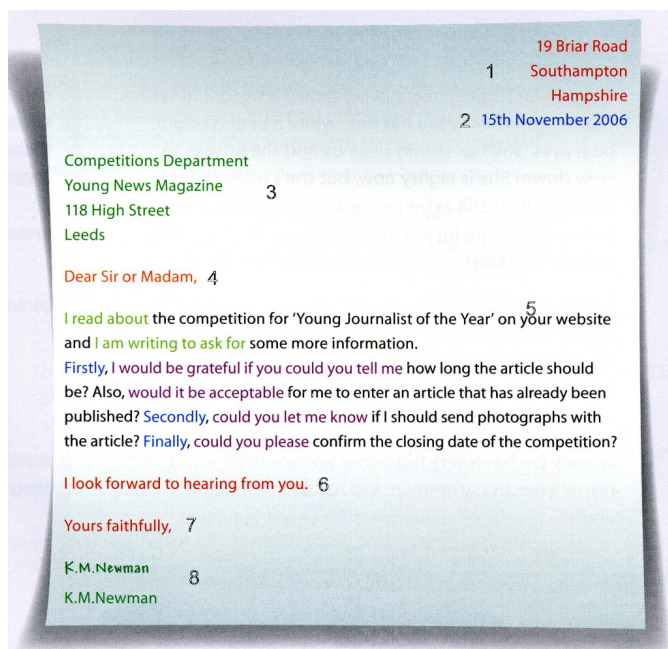 19 Briar Road
1 Southampton
Hampshire
2 15th November 2006
Competitions Department
Young News Magazine
3
118 High Street
Leeds
Dear Sir or Madam, 4
5
I read about the competition for 'Young Journalist of the Year' on your website
and I am writing to ask for some more information.
Firstly, I would be grateful if you could you tell me how long the article should
be? Also, would it be acceptable for me to enter an article that has already been
published? Secondly, could you let me know if I should send photographs with
the article? Finally, could you please confirm the closing date of the competition?
I look forward to hearing from you. 6
Yours faithfully, 7
K.M.Newman
8
K.M.Newman